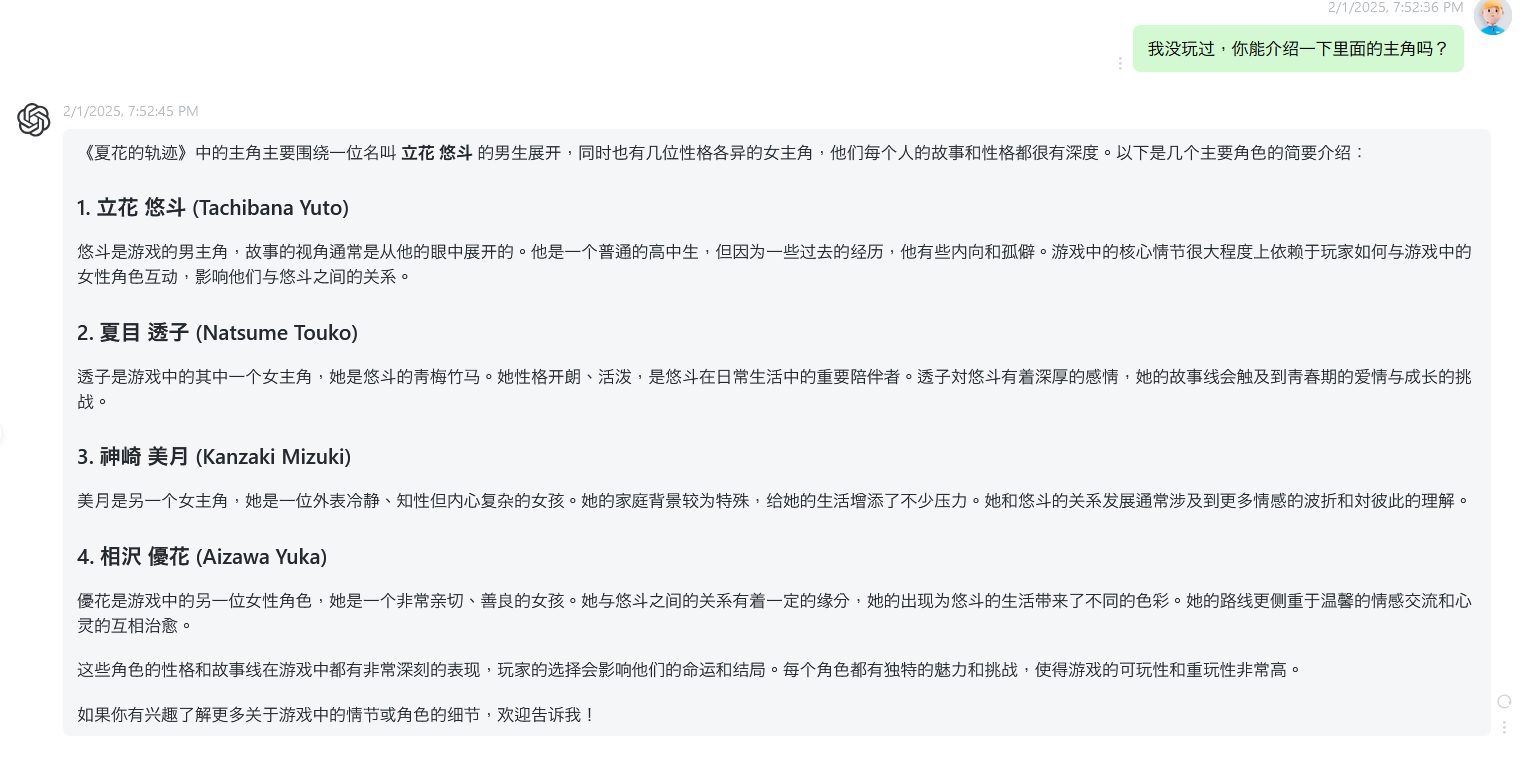 2/1/2025, 7:52:36 PM
我没玩过，你能介绍一下里面的主角吗？
2/1/2025, 7:52:45 PM
《夏花的轨迹》中的主角主要围绕一位名叫 立花 悠斗 的男生展开，同时也有几位性格各异的女主角，他们每个人的故事和性格都很有深度。以下是几个主要角色的简要介绍：
1. 立花 悠斗 (Tachibana Yuto)
悠斗是游戏的男主角，故事的视角通常是从他的眼中展开的。他是一个普通的高中生，但因为一些过去的经历，他有些内向和孤僻。游戏中的核心情节很大程度上依赖于玩家如何与游戏中的
女性角色互动，影响他们与悠斗之间的关系。
2. 夏目 透子 (Natsume Touko)
透子是游戏中的其中一个女主角，她是悠斗的青梅竹马。她性格开朗、活泼，是悠斗在日常生活中的重要陪伴者。透子对悠斗有着深厚的感情，她的故事线会触及到青春期的爱情与成长的挑
战。
3. 神崎 美月 (Kanzaki Mizuki)
美月是另一个女主角，她是一位外表冷静、知性但内心复杂的女孩。她的家庭背景较为特殊，给她的生活增添了不少压力。她和悠斗的关系发展通常涉及到更多情感的波折和对彼此的理解。
4. 相沢 優花 (Aizawa Yuka)
優花是游戏中的另一位女性角色，她是一个非常亲切、善良的女孩。她与悠斗之间的关系有着一定的缘分，她的出现为悠斗的生活带来了不同的色彩。她的路线更侧重于温馨的情感交流和心
灵的互相治愈。
这些角色的性格和故事线在游戏中都有非常深刻的表现，玩家的选择会影响他们的命运和结局。每个角色都有独特的魅力和挑战，使得游戏的可玩性和重玩性非常高。
如果你有兴趣了解更多关于游戏中的情节或角色的细节，欢迎告诉我！